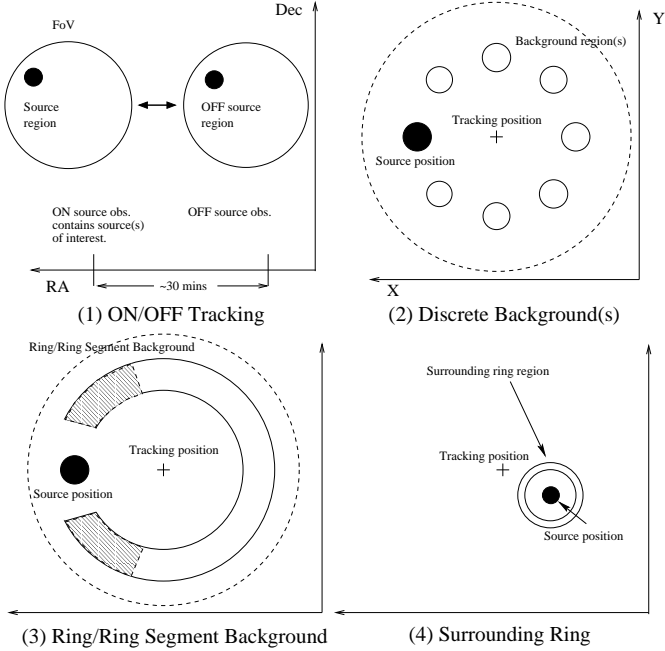 Dec
FoV
Source
region
OFF source
region
ON source obs.
contains source(s)
of interest.
OFF source obs.
RA
~30 mins
(1) ON/OFF Tracking
Y
Background region(s)
Tracking position
Source position
X
(2) Discrete Background(s)
Ring/Ring Segment Background
Tracking position
Source position
(3) Ring/Ring Segment Background
Surrounding ring region
Tracking position
Source position
(4) Surrounding Ring